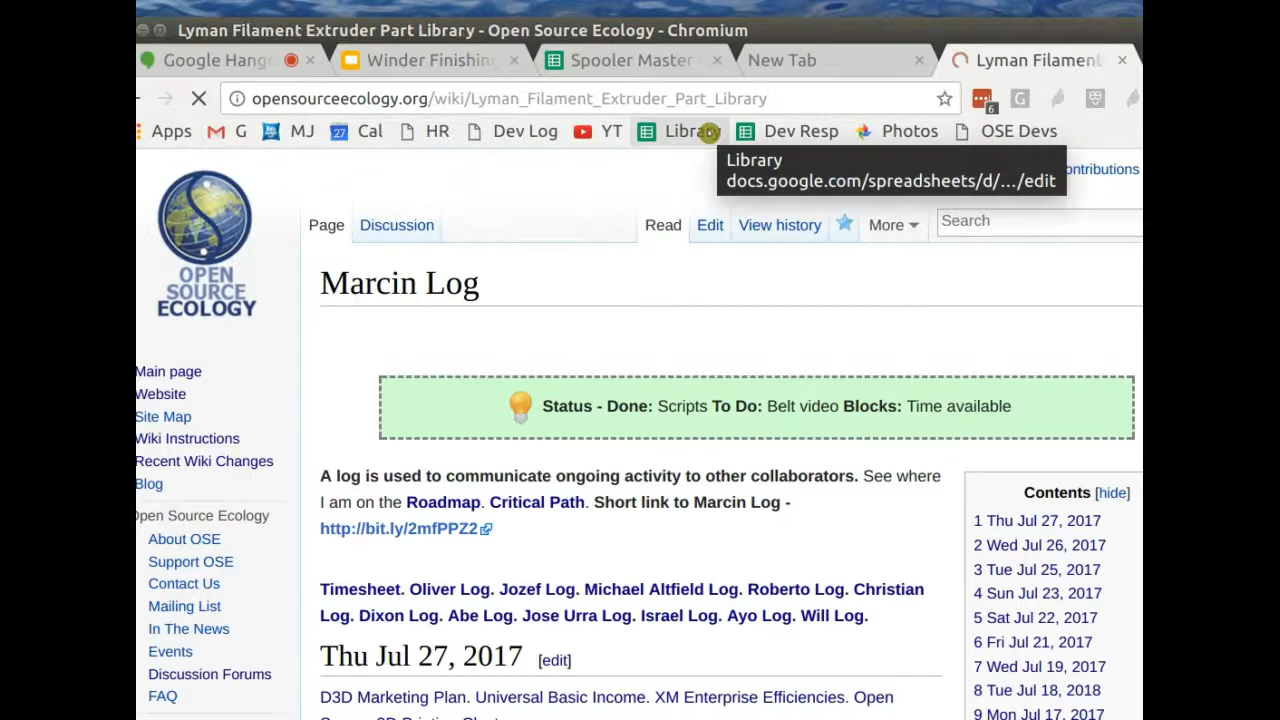 Lyman Filament Extruder Part Library - Open Source Ecology - Chromium
Google Hang
Winder Finishing
Spooler Master
New Tab
Lyman Filament
opensourceecology.org/wiki/Lyman_Filament_Extruder_Part_Library
6
G
Apps
G
MJ
27
Cal
HR
Dev Log
YT
Library
Dev Resp
Photos
OSE Devs
Library
docs.google.com/spreadsheets/d/.../edit
ontributions
OPEN
SOURCE
ECOLOGY
Page
Discussion
Read
Edit
View history
More
Search
Marcin Log
Status - Done: Scripts To Do: Belt video Blocks: Time available
Main page
Website
Site Map
Wiki Instructions
Recent Wiki Changes
Blog
Open Source Ecology
About OSE
Support OSE
Contact Us
Mailing List
In The News
Events
Discussion Forums
FAQ
A log is used to communicate ongoing activity to other collaborators. See where
I am on the Roadmap. Critical Path. Short link to Marcin Log -
http://bit.ly/2mfPPZ2
Timesheet. Oliver Log. Jozef Log. Michael Altfield Log. Roberto Log. Christian
Log. Dixon Log. Abe Log. Jose Urra Log. Israel Log. Ayo Log. Will Log.
Thu Jul 27, 2017 [edit]
D3D Marketing Plan. Universal Basic Income. XM Enterprise Efficiencies. Open
Contents [hide]
1 Thu Jul 27, 2017
2 Wed Jul 26, 2017
3 Tue Jul 25, 2017
4 Sun Jul 23, 2017
5 Sat Jul 22, 2017
6 Fri Jul 21, 2017
7 Wed Jul 19, 2017
8 Tue Jul 18, 2018
9 Mon Jul 17, 2017